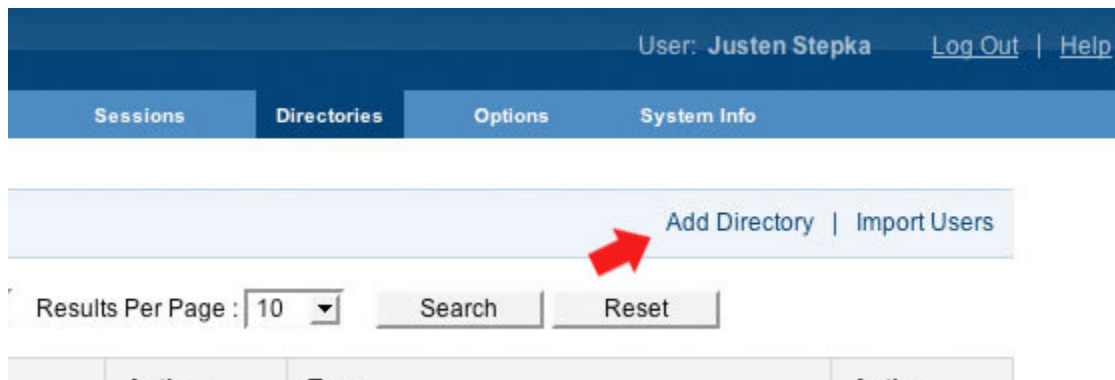 User: Justen Stepka Log Out | Help
Sessions Directories Options System Info
Add Directory | Import Users
Results Per Page : 10 Search Reset